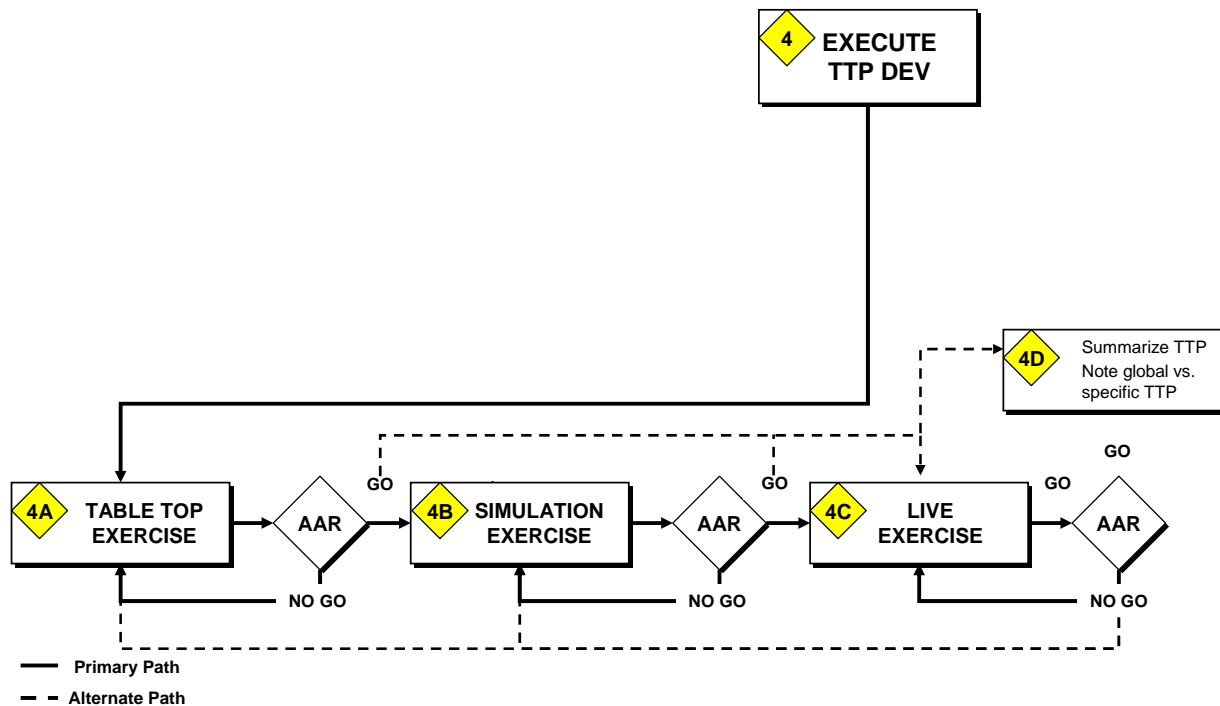 4
EXECUTE
TTP DEV
4D
Summarize TTP
Note global vs.
specific TTP
GO
4A
TABLE TOP
EXERCISE
AAR
GO
4B
SIMULATION
EXERCISE
AAR
GO
4C
LIVE
EXERCISE
GO
AAR
NO GO
NO GO
NO GO
Primary Path
Alternate Path